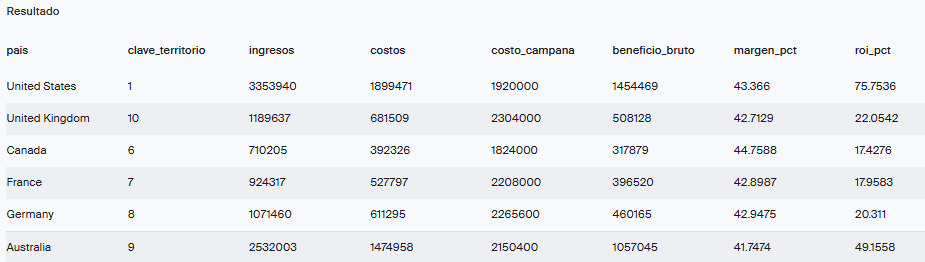 Resultado
pais clave_territorio ingresos costos costo_campana beneficio_bruto margen_pct roi_pct
United States 1 3353940 1899471 1920000 1454469 43.366 75.7536
United Kingdom 10 1189637 681509 2304000 508128 42.7129 22.0542
Canada 6 710205 392326 1824000 317879 44.7588 17.4276
France 7 924317 527797 2208000 396520 42.8987 17.9583
Germany 8 1071460 611295 2265600 460165 42.9475 20.311
Australia 9 2532003 1474958 2150400 1057045 41.7474 49.1558